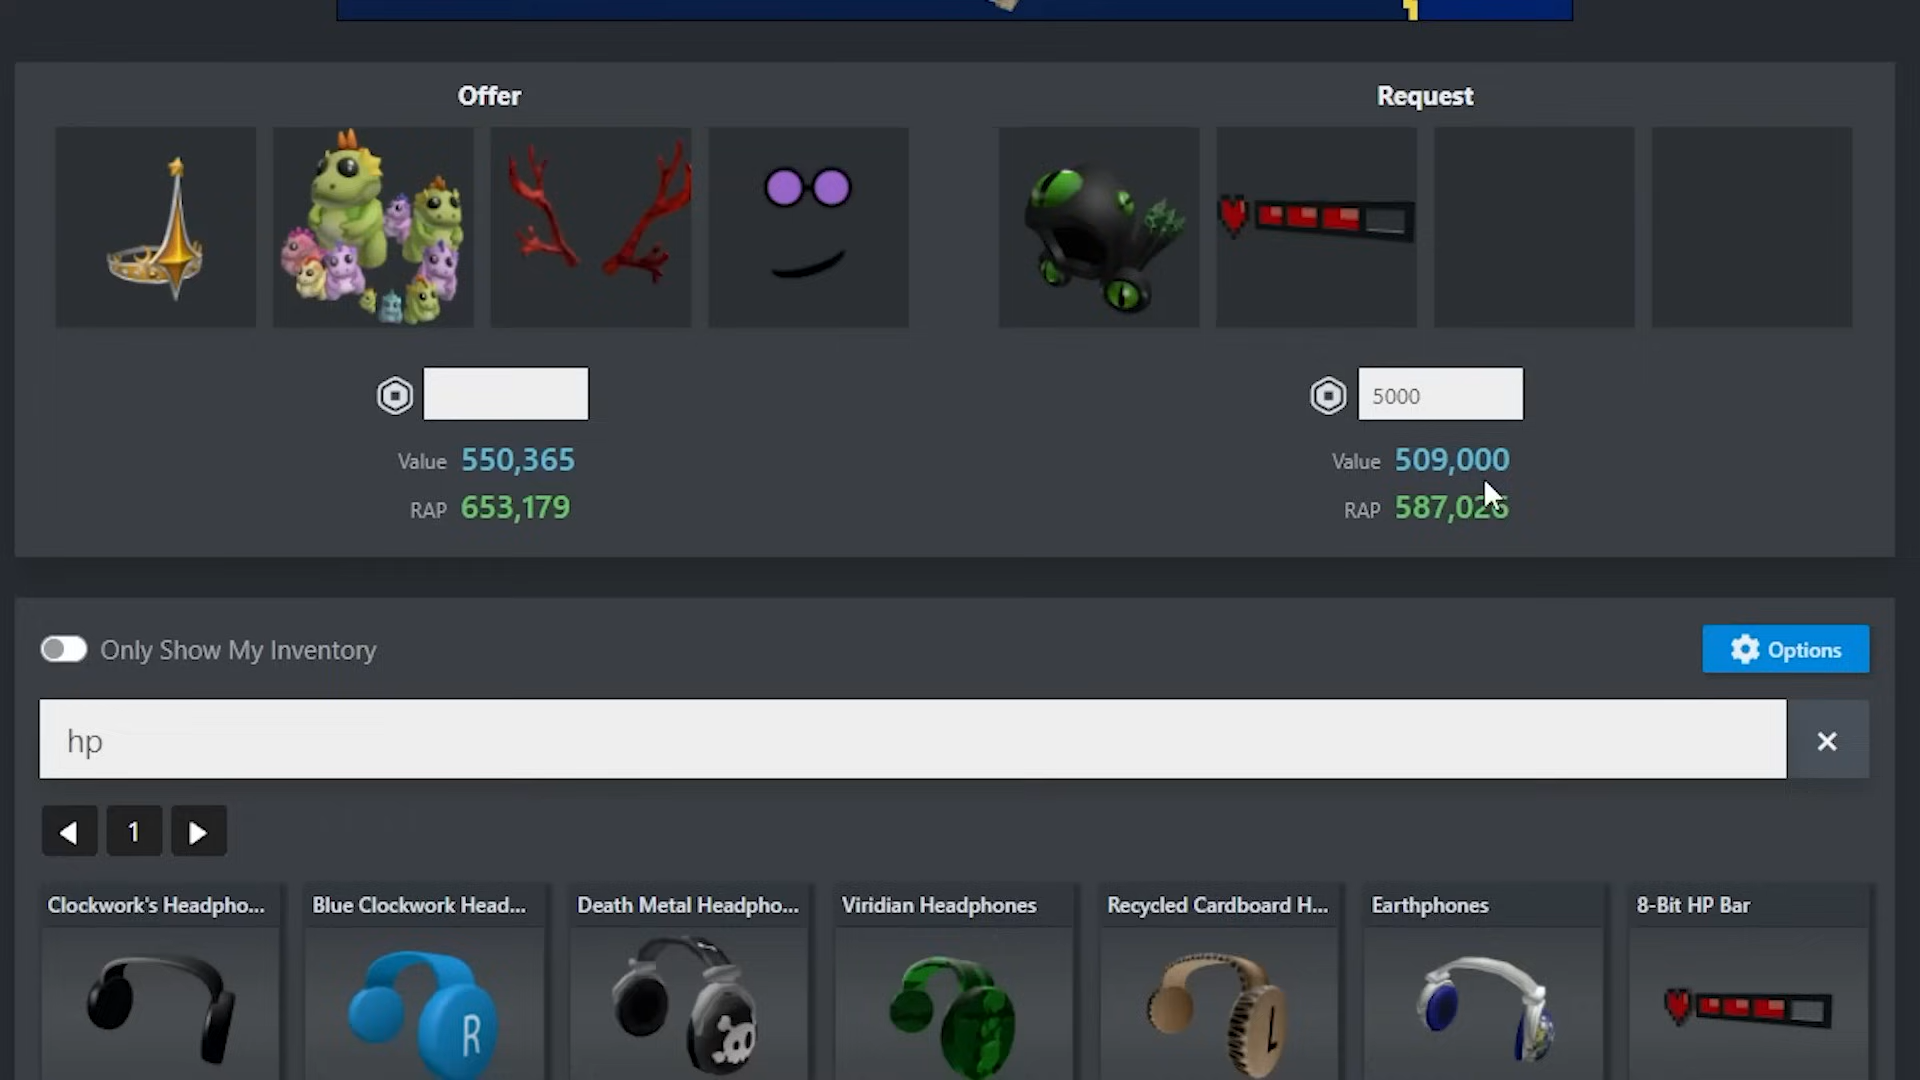 Offer
Request
5000
Value 550,365
RAP 653,179
Value 509,000
RAP 587,026
Only Show My Inventory
Options
hp
1
Clockwork's Headpho...
Blue Clockwork Head...
Death Metal Headpho...
Viridian Headphones
Recycled Cardboard H...
Earthphones
8-Bit HP Bar
R
L